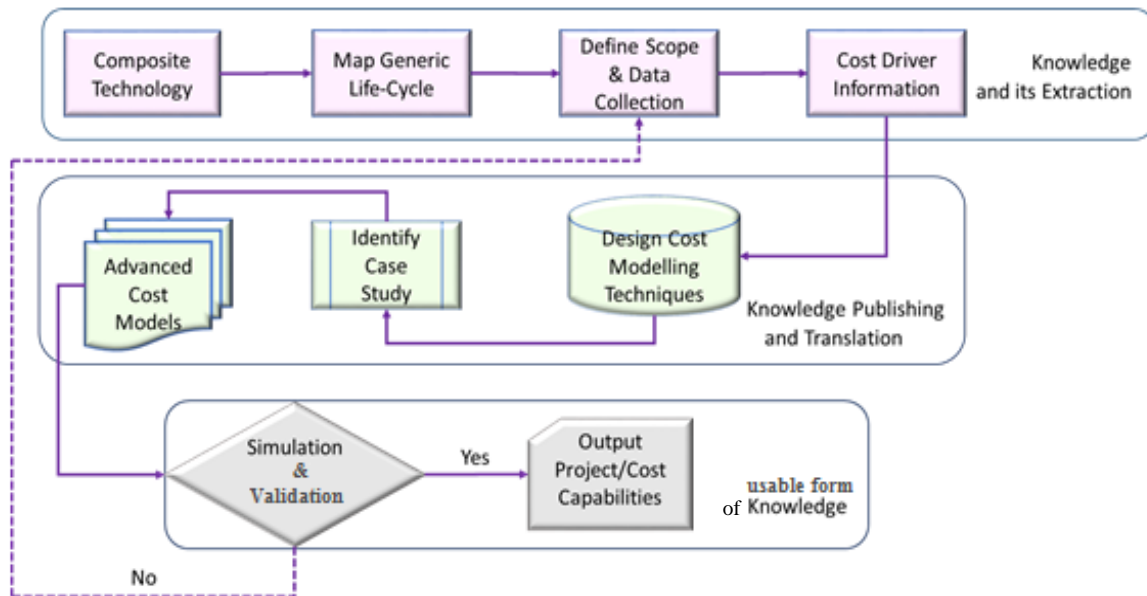 Composite
Technology
Map Generic
Life-Cycle
Define Scope
& Data
Collection
Cost Driver
Information
Knowledge
and its Extraction
Advanced
Cost
Models
Identify
Case
Study
Design Cost
Modelling
Techniques
Knowledge Publishing
and Translation
Simulation
&
Validation
Yes
Output
Project/Cost
Capabilities
usable form
of Knowledge
No